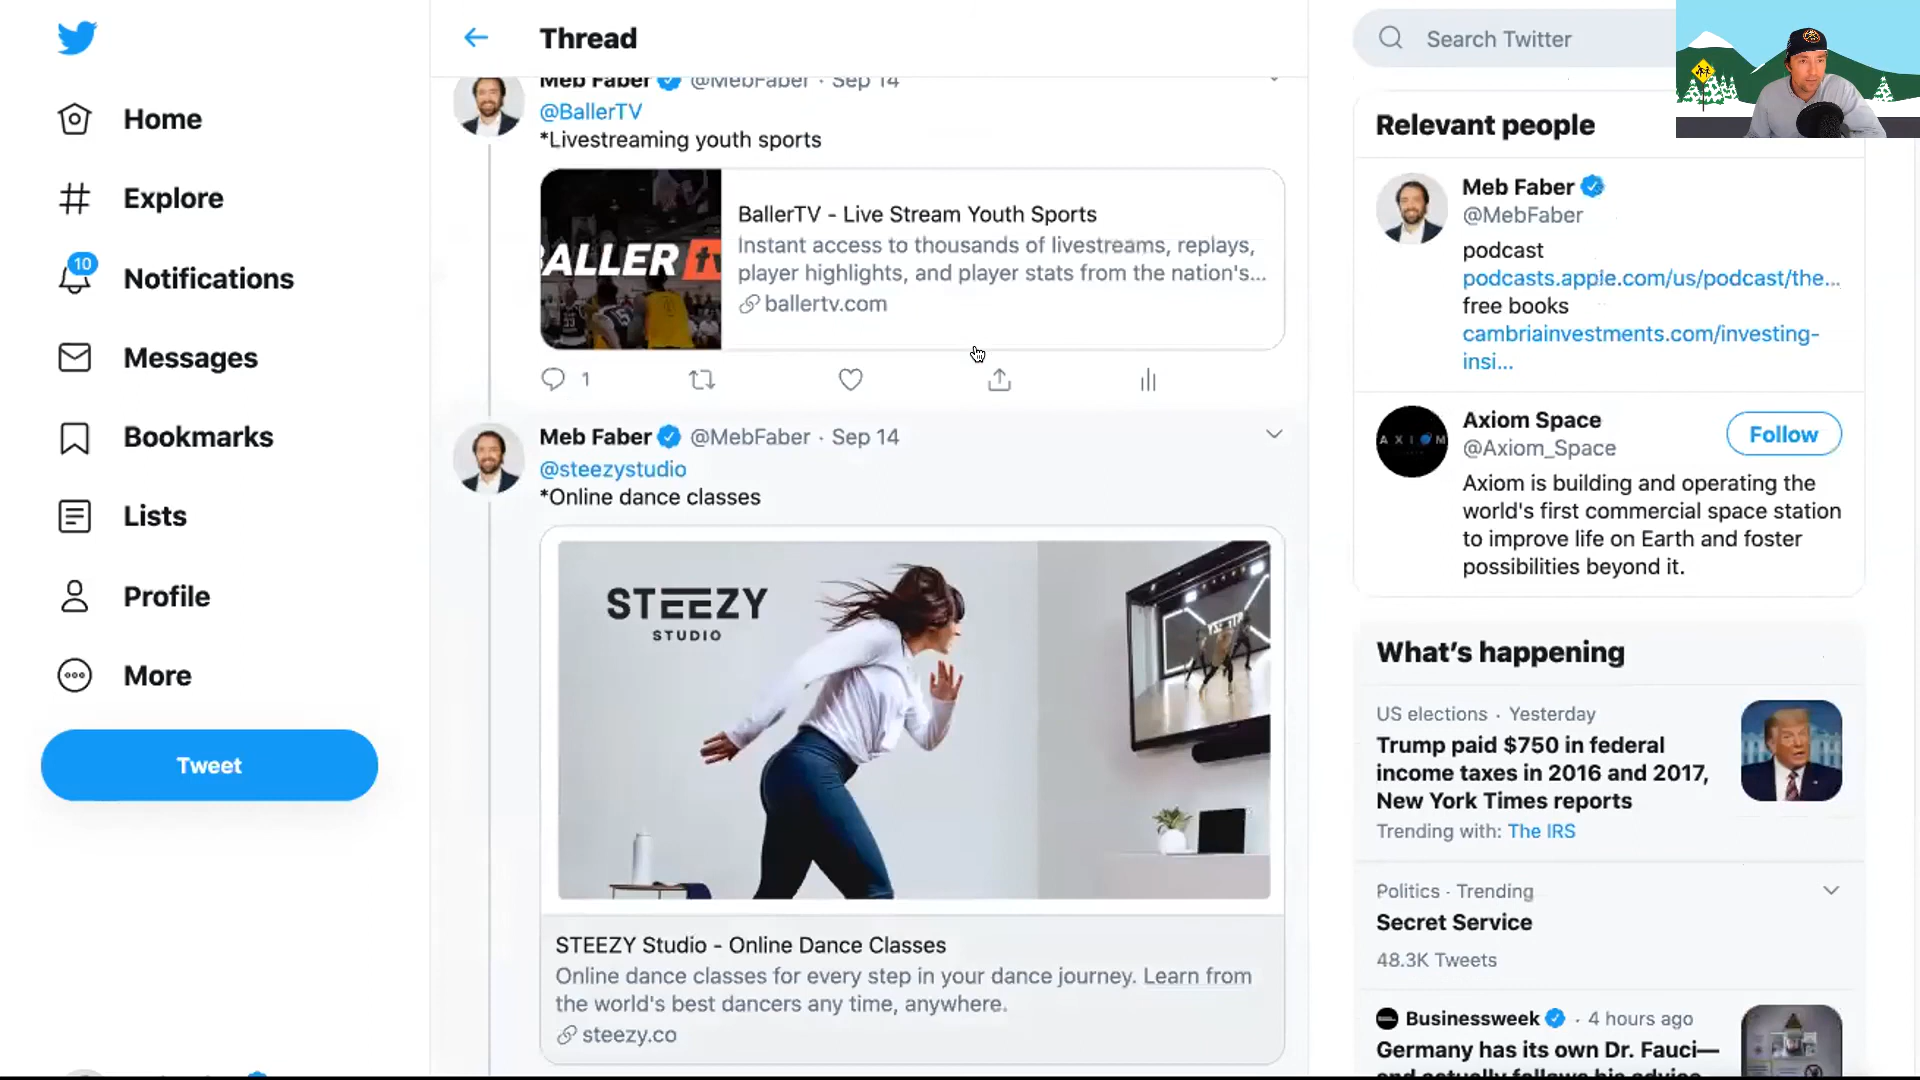 Home
Explore
10
Notifications
Messages
Bookmarks
Lists
Profile
More
Tweet
Thread
Meb Faber @MebFaber · Sep 14
@BallerTV
*Livestreaming youth sports
BALLER tv
BallerTV - Live Stream Youth Sports
Instant access to thousands of livestreams, replays,
player highlights, and player stats from the nation's...
ballertv.com
1
Meb Faber @MebFaber · Sep 14
@steezystudio
*Online dance classes
STEEZY
STUDIO
STEEZY Studio - Online Dance Classes
Online dance classes for every step in your dance journey. Learn from
the world's best dancers any time, anywhere.
steezy.co
Search Twitter
Relevant people
Meb Faber
@MebFaber
podcast
podcasts.apple.com/us/podcast/the...
free books
cambriainvestments.com/investing-
insi...
AXIOM
Axiom Space
@Axiom_Space
Follow
Axiom is building and operating the
world's first commercial space station
to improve life on Earth and foster
possibilities beyond it.
What's happening
US elections · Yesterday
Trump paid $750 in federal
income taxes in 2016 and 2017,
New York Times reports
Trending with: The IRS
Politics · Trending
Secret Service
48.3K Tweets
Businessweek · 4 hours ago
Germany has its own Dr. Fauci—
and actually follows his advice